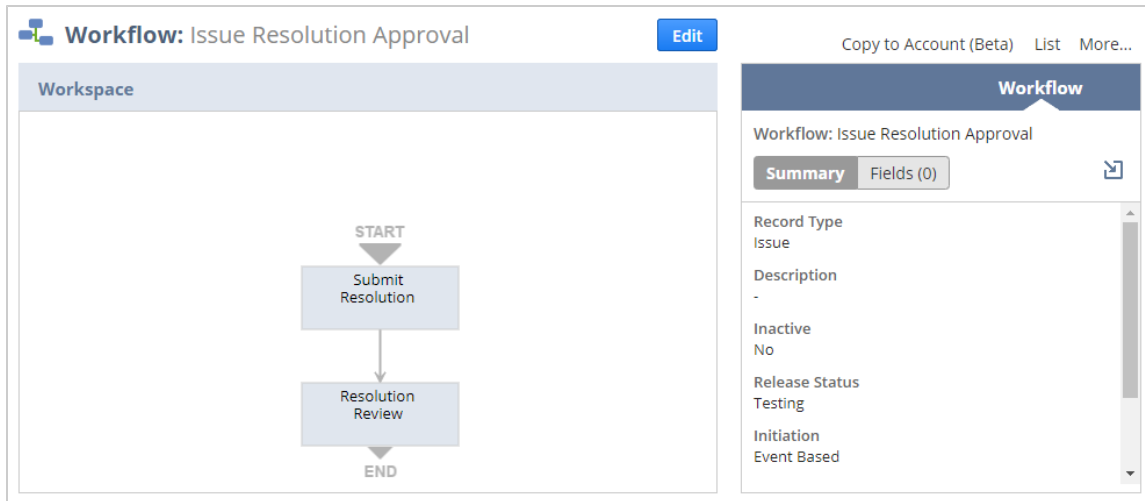 Workflow: Issue Resolution Approval
Edit
Copy to Account (Beta) List More...
Workspace
START
Submit
Resolution
Resolution
Review
END
Workflow
Workflow: Issue Resolution Approval
Summary Fields (0)
Record Type
Issue
Description
-
Inactive
No
Release Status
Testing
Initiation
Event Based